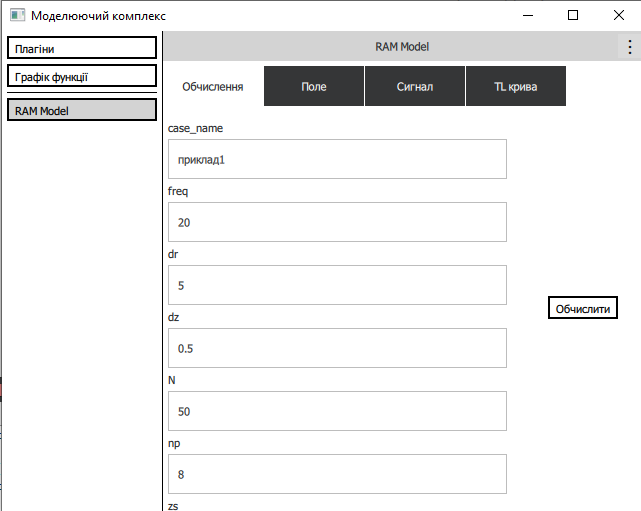 Моделюючий комплекс
Плагіни
Графік функції
RAM Model
RAM Model
Обчислення
Поле
Сигнал
TL крива
case_name
приклад1
freq
20
dr
5
dz
0.5
N
50
np
8
zs
Обчислити